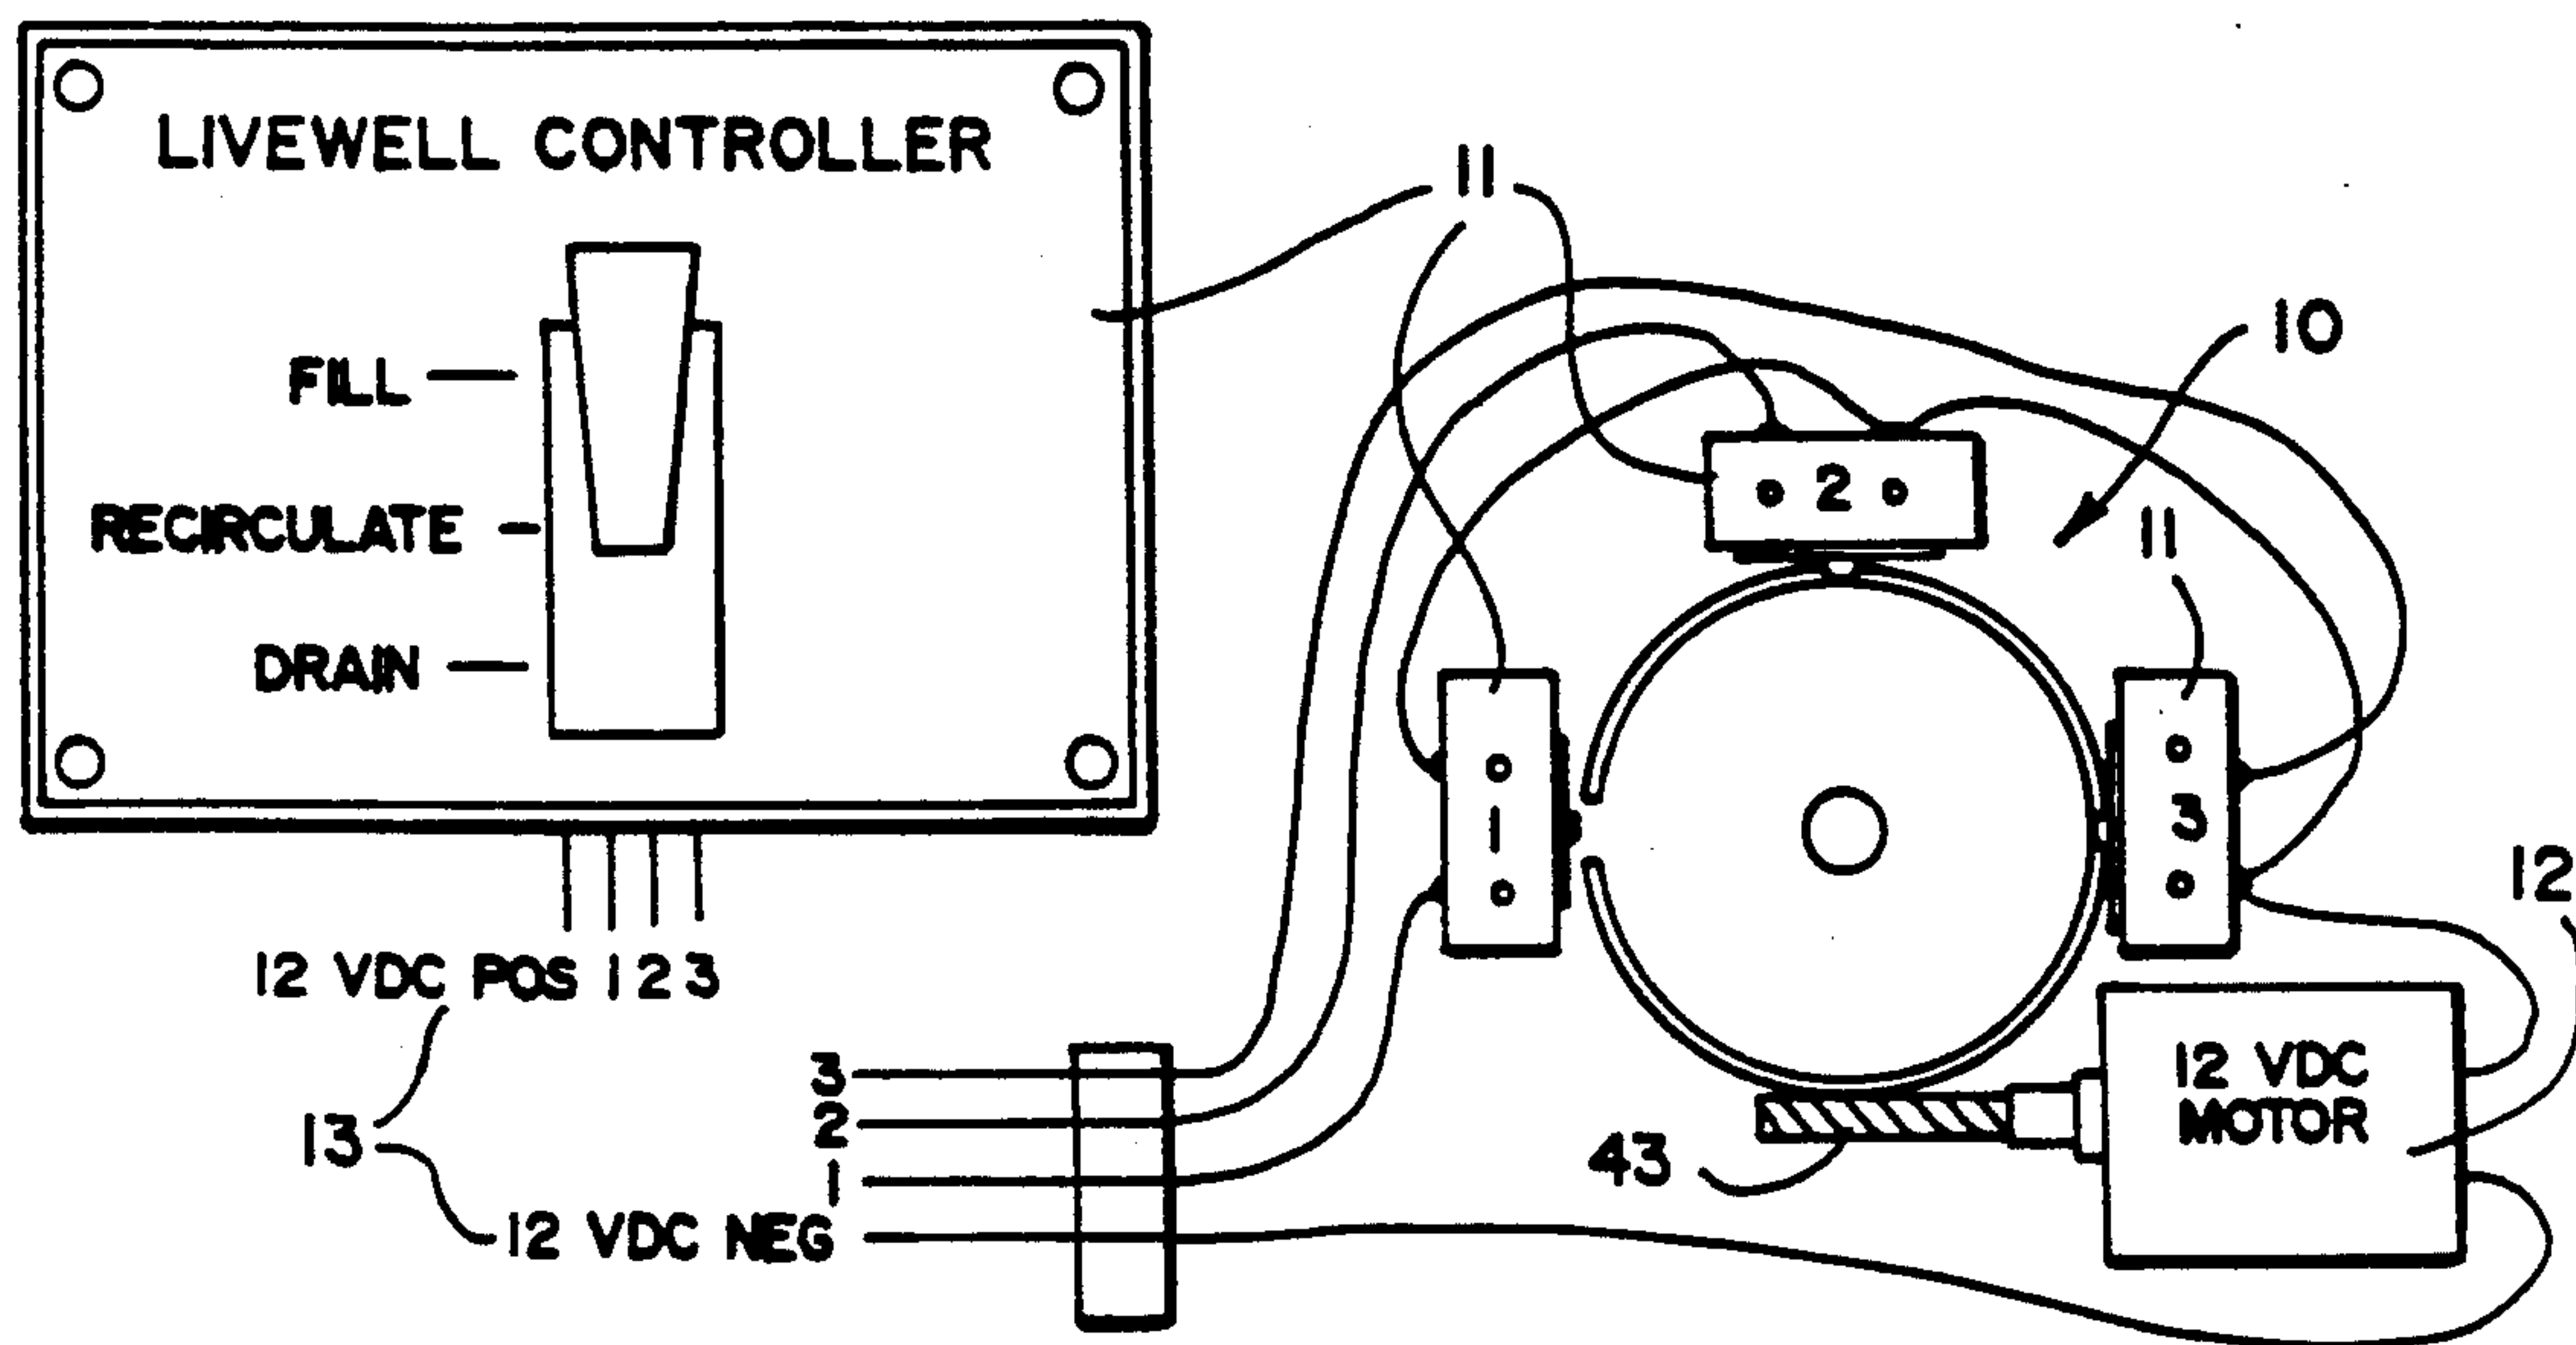 LIVEWELL CONTROLLER
FILL
RECIRCULATE
DRAIN
12 VDC POS 1 2 3
13
3
2
1
12 VDC NEG
11
10
2
11
1
3
12
12 VDC
MOTOR
43